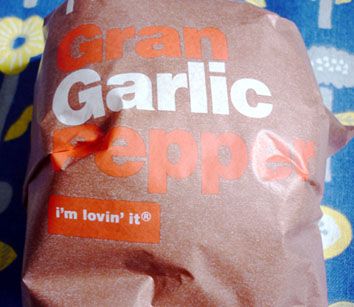 Gran
Garlic
Pepper
i'm lovin' it®